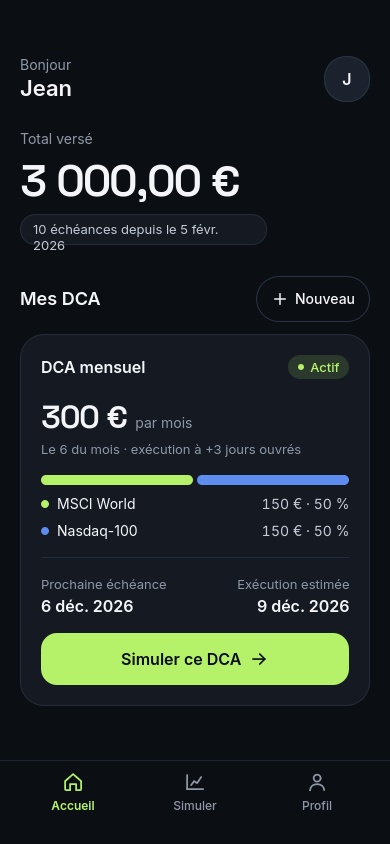 Bonjour
Jean
J
Total versé
3 000,00 €
10 échéances depuis le 5 févr.
2026
Mes DCA
+ Nouveau
DCA mensuel
Actif
300 € par mois
Le 6 du mois · exécution à +3 jours ouvrés
MSCI World 150 € · 50 %
Nasdaq-100 150 € · 50 %
Prochaine échéance Exécution estimée
6 déc. 2026 9 déc. 2026
Simuler ce DCA →
Accueil Simuler Profil